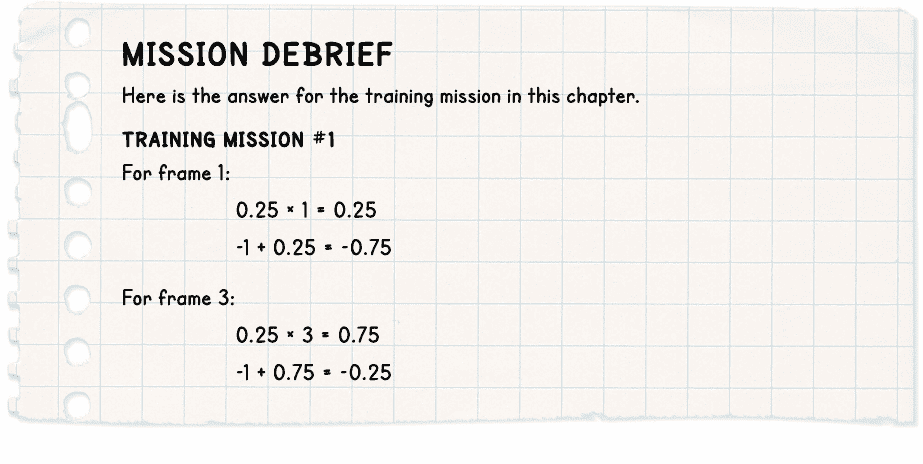 MISSION DEBRIEF
Here is the answer for the training mission in this chapter.
TRAINING MISSION #1
For frame 1:
0.25 × 1 = 0.25
-1 + 0.25 = -0.75
For frame 3:
0.25 × 3 = 0.75
-1 + 0.75 = -0.25